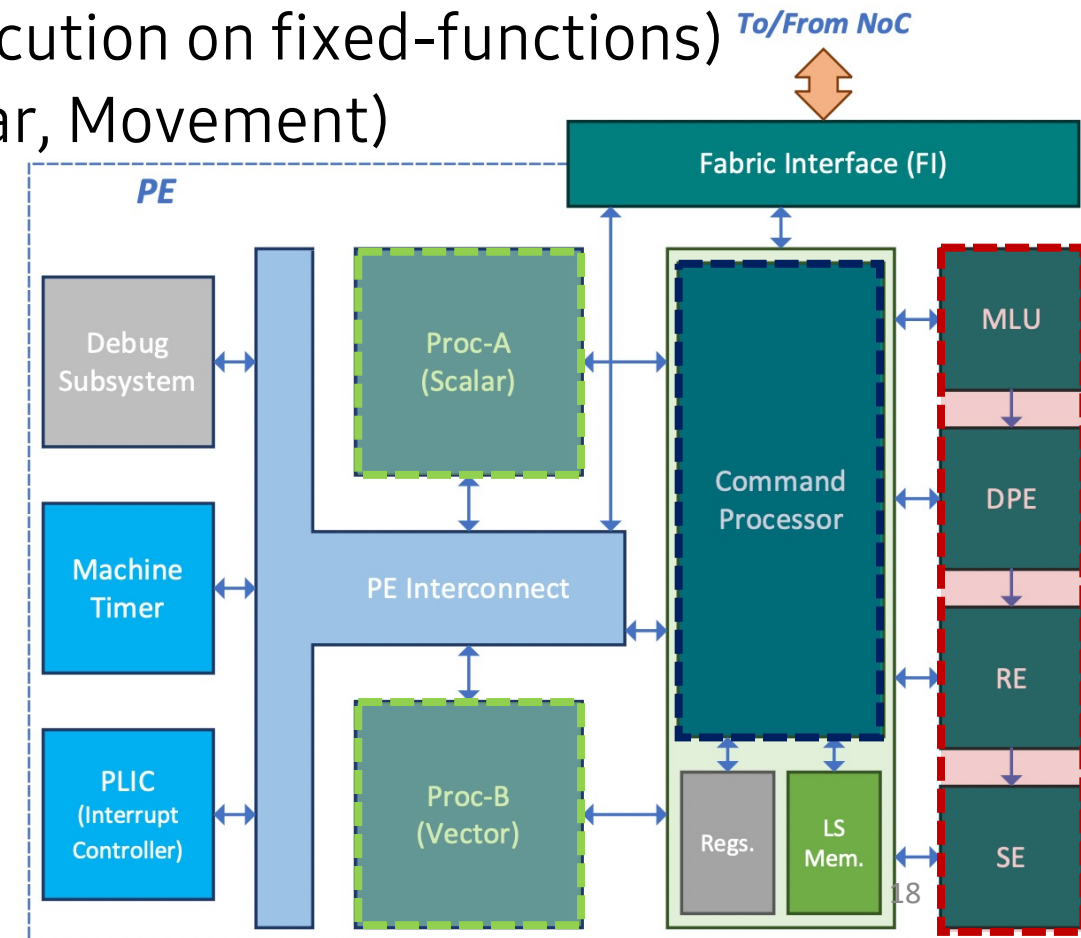 cution on fixed-functions)
ar, Movement)
To/From NoC
Fabric Interface (FI)
PE
Debug
Subsystem
Proc-A
(Scalar)
MLU
Command
Processor
DPE
Machine
Timer
PE Interconnect
RE
PLIC
(Interrupt
Controller)
Proc-B
(Vector)
Regs.
LS
Mem.
SE
18